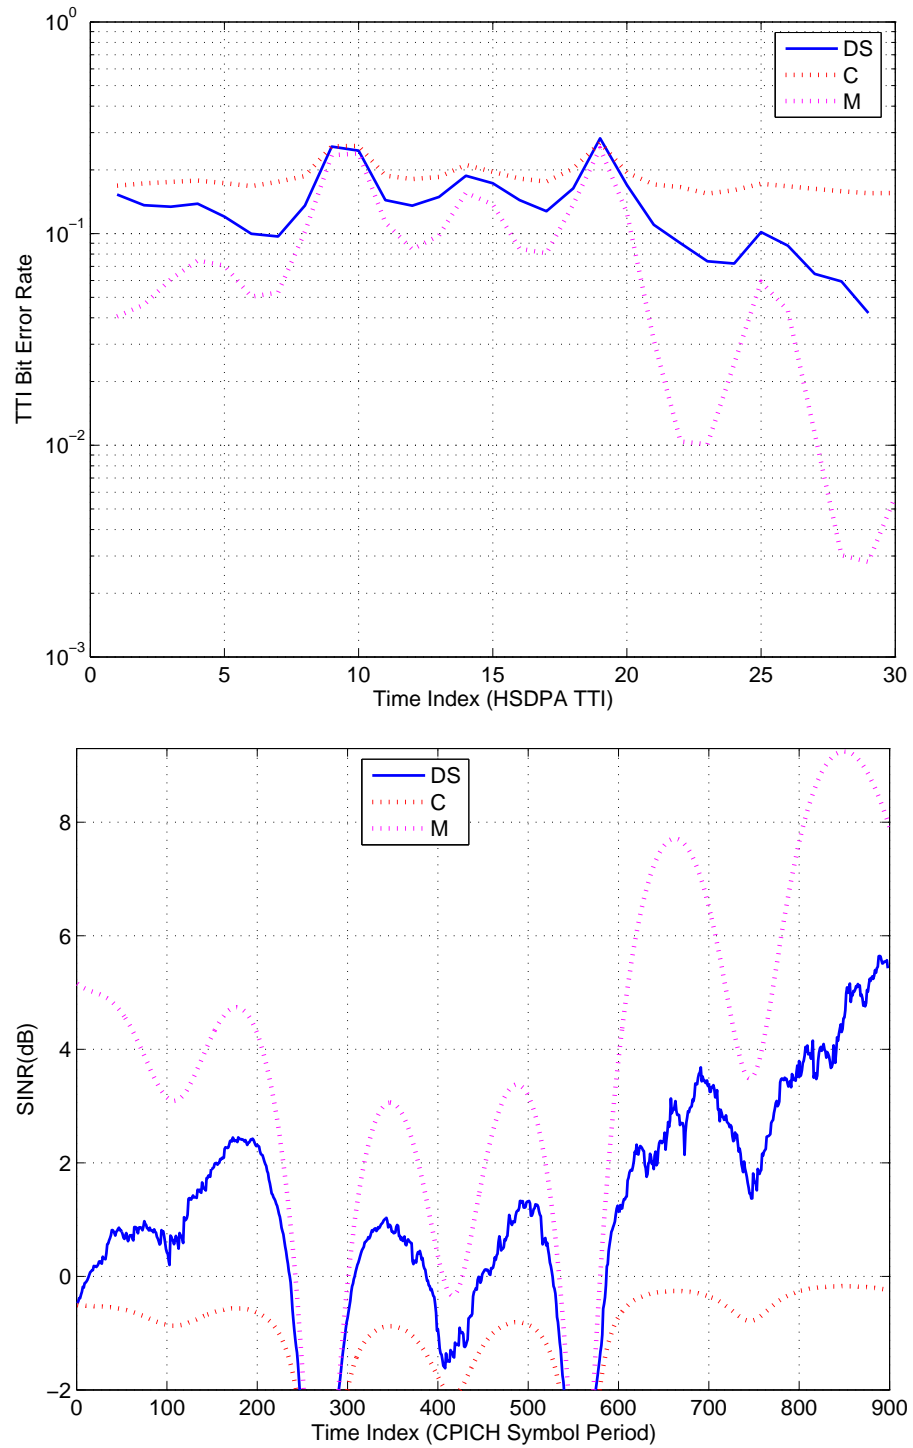 10^0
DS
C
M
10^−1
10^−2
10^−3
TTI Bit Error Rate
0 5 10 15 20 25 30
Time Index (HSDPA TTI)
DS
C
M
8
6
4
2
0
−2
SINR(dB)
0 100 200 300 400 500 600 700 800 900
Time Index (CPICH Symbol Period)